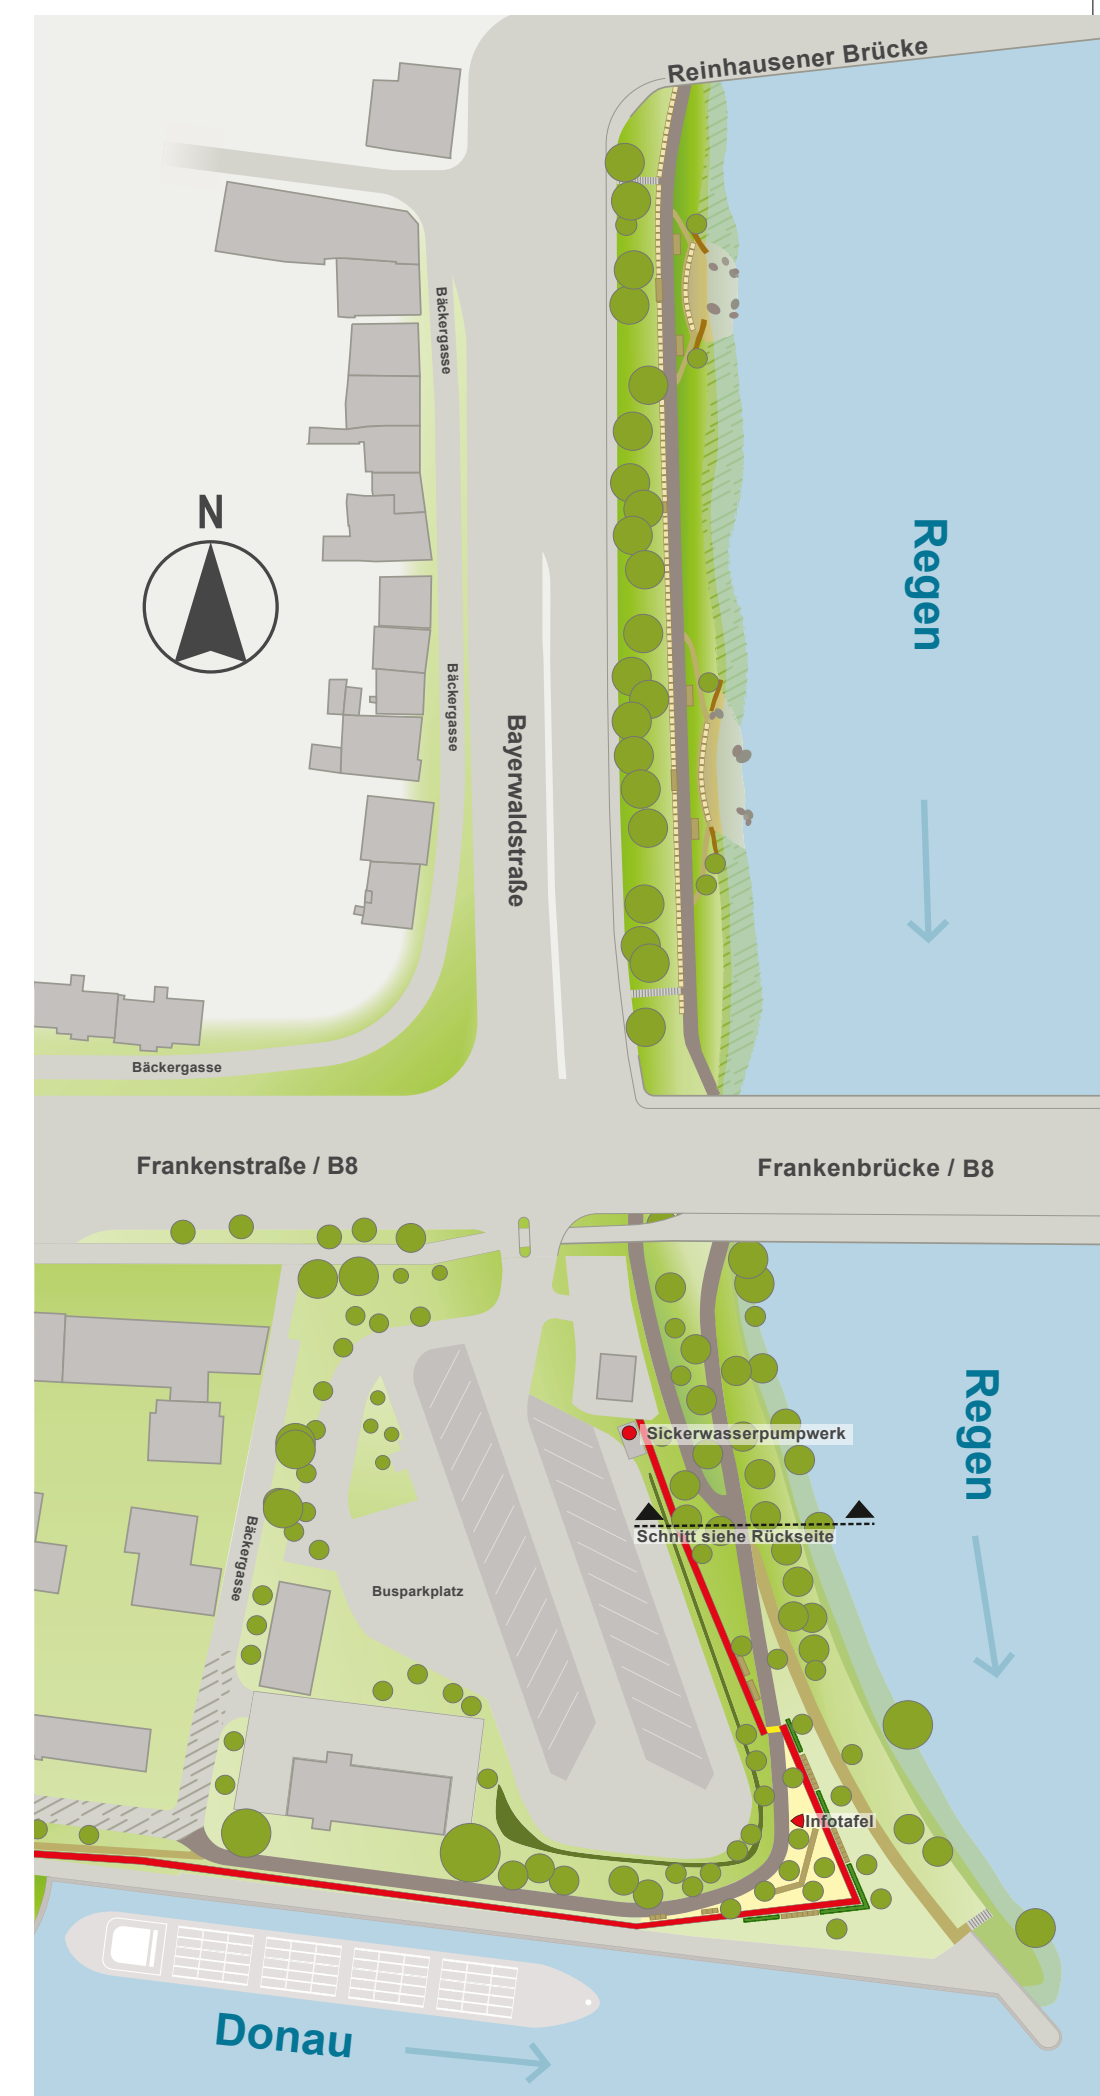 Reinhausener Brücke
Bäckergasse
N
Regen
Bäckergasse
Bayerwaldstraße
Bäckergasse
Frankenstraße / B8
Frankenbrücke / B8
Regen
Sickerwasserpumpwerk
Schnitt siehe Rückseite
Bäckergasse
Busparkplatz
Infotafel
Donau